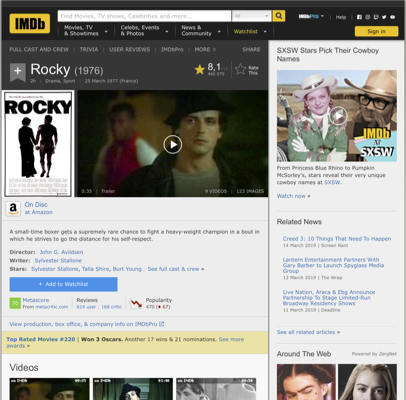 IMDb
Find Movies, TV shows, Celebrities and more...
All
IMDbPro
Help
Movies, TV
& Showtimes
Celebs, Events
& Photos
News &
Community
Watchlist
Sign in
FULL CAST AND CREW | TRIVIA | USER REVIEWS | IMDbPro | MORE
SHARE
Rocky (1976)
2h | Drama, Sport | 25 March 1977 (France)
8,1
Rate
This
ROCKY
0:35 | Trailer
9 VIDEOS | 123 IMAGES
a
On Disc
at Amazon
A small-time boxer gets a supremely rare chance to fight a heavy-weight champion in a bout in
which he strives to go the distance for his self-respect.
Director: John G. Avildsen
Writer: Sylvester Stallone
Stars: Sylvester Stallone, Talia Shire, Burt Young | See full cast & crew »
+ Add to Watchlist
70
Metascore
From metacritic.com
Reviews
614 user | 168 critic
Popularity
470 ( 67)
View production, box office, & company info on IMDbPro
Top Rated Movies #220 | Won 3 Oscars. Another 17 wins & 21 nominations. See more
awards »
Videos
IMDb
00:35
IMDb
IMDb
SXSW Stars Pick Their Cowboy
Names
IMDb
AT
SXSW
From Princess Blue Rhino to Pumpkin
McSorley's, stars reveal their very
unique cowboy names at SXSW.
Watch now »
Related News
Creed 3: 10 Things That Need To Happen
14 March 2019 | Screen Rant
Lantern Entertainment Partners With
Gary Barber to Launch Spyglass Media
Group
13 March 2019 | The Wrap
Live Nation, Araca & Ebg Announce
Partnership To Stage Limited-Run
Broadway Residency Shows
11 March 2019 | Deadline
See all related articles »
Around The Web | Powered by ZergNet